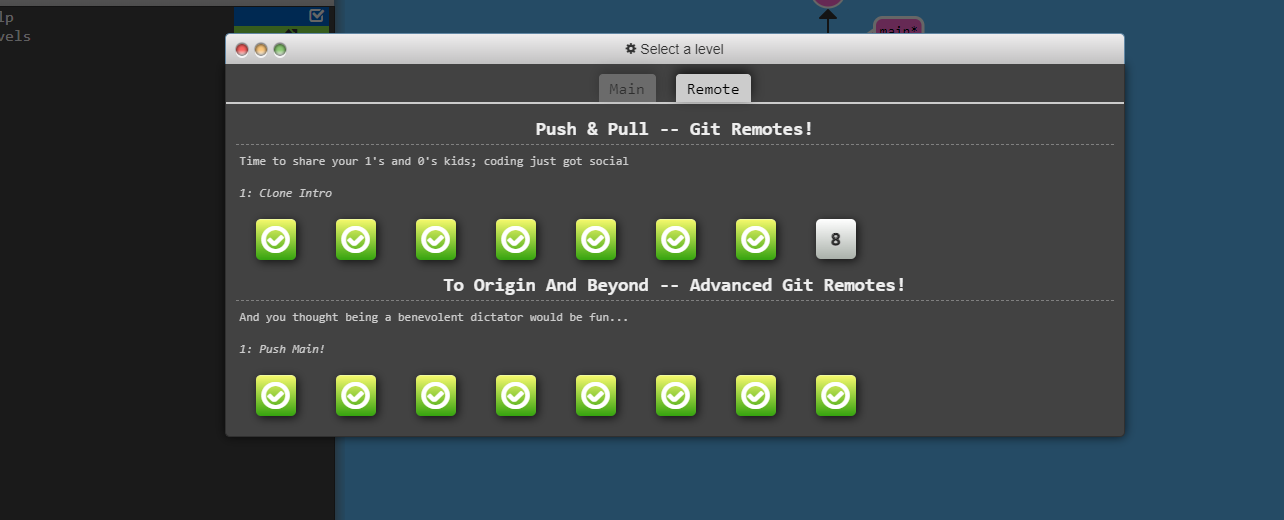 lp
vels
main*
Select a level
Main
Remote
Push & Pull -- Git Remotes!
Time to share your 1's and 0's kids; coding just got social
1: Clone Intro
8
To Origin And Beyond -- Advanced Git Remotes!
And you thought being a benevolent dictator would be fun...
1: Push Main!